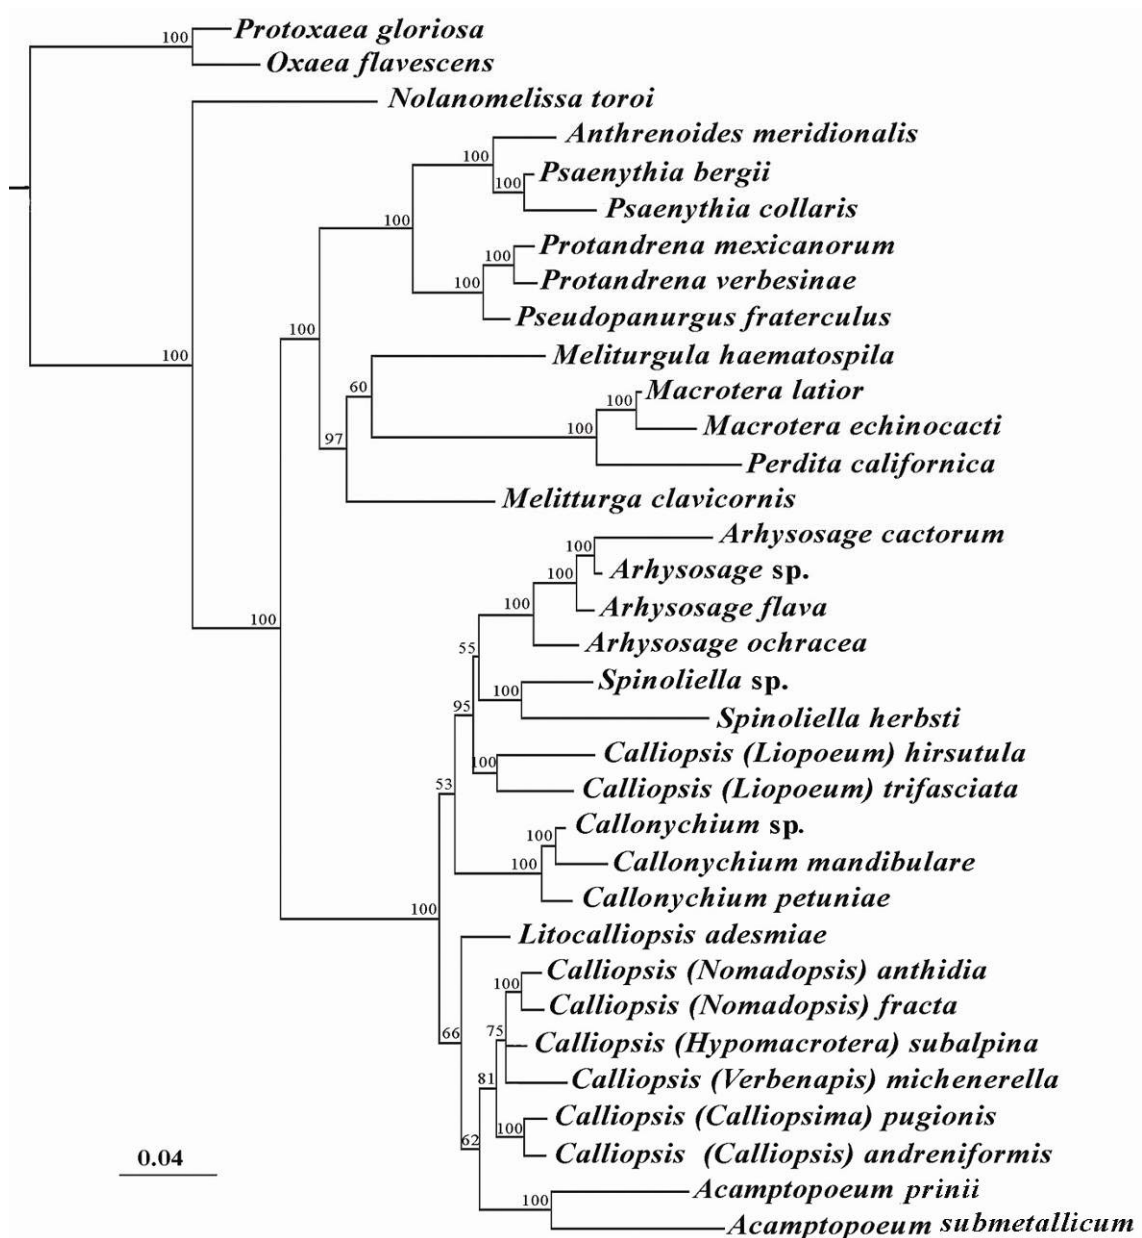 100 Protoxaea gloriosa
Oxaea flavescens
Nolanomelissa toroi
Anthrenoides meridionalis
100
100 Psaenythia bergii
Psaenythia collaris
100
Protandrena mexicanorum
100
Protandrena verbesinae
100
Pseudopanurgus fraterculus
100
100
Meliturgula haematospila
60
Macrotera latior
100
Macrotera echinocacti
100
97
Perdita californica
Melitturga clavicornis
Arhysosage cactorum
100
Arhysosage sp.
100
Arhysosage flava
100
100
Arhysosage ochracea
55
Spinoliella sp.
100
95
Spinoliella herbsti
Calliopsis (Liopoeum) hirsutula
100
53
Calliopsis (Liopoeum) trifasciata
Callonychium sp.
100
Callonychium mandibulare
100
Callonychium petuniae
100
Litocalliopsis adesmiae
Calliopsis (Nomadopsis) anthidia
100
Calliopsis (Nomadopsis) fracta
66
75
Calliopsis (Hypomacrotera) subalpina
81
Calliopsis (Verbenapis) michenerella
Calliopsis (Calliopsima) pugionis
100
62
Calliopsis (Calliopsis) andreniformis
0.04
Acamptopoeum prinii
100
Acamptopoeum submetallicum